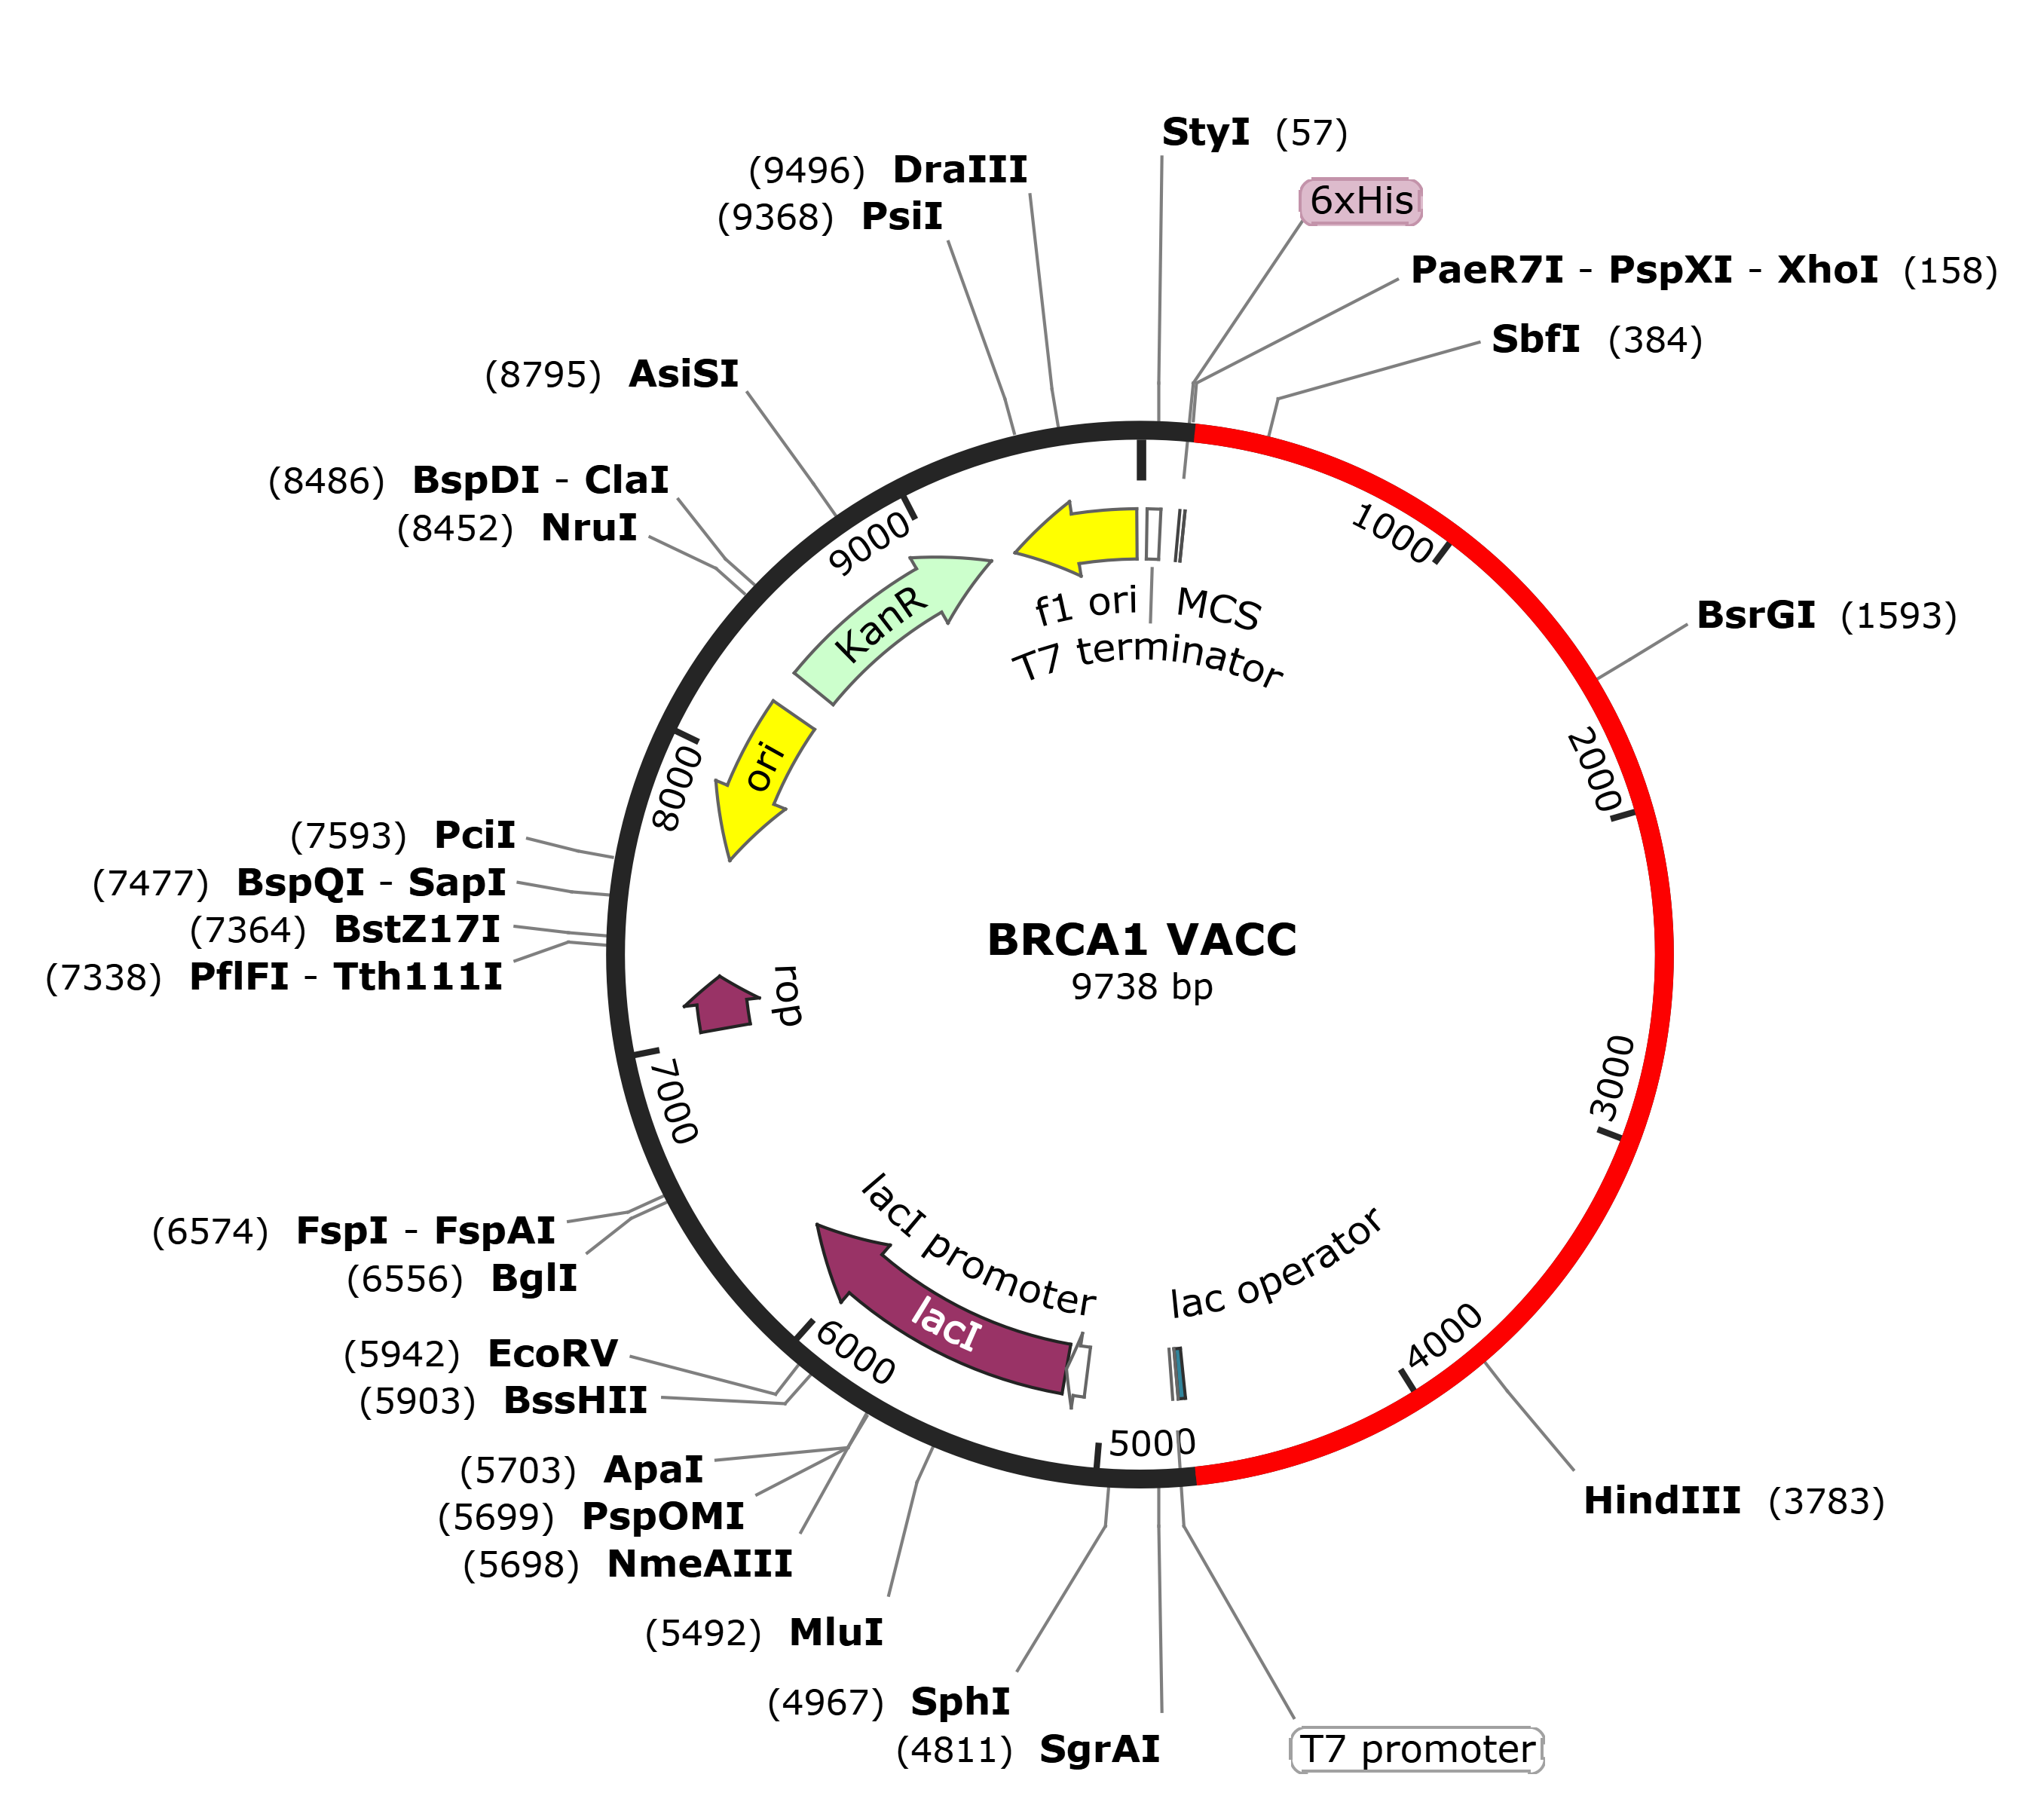 StyI (57)
(9496) DraIII
6xHis
(9368) PsiI
PaeR7I - PspXI - XhoI (158)
SbfI (384)
(8795) AsiSI
(8486) BspDI - ClaI
(8452) NruI
9000
1000
KanR
f1 ori
MCS
T7 terminator
BsrGI (1593)
ori
8000
2000
(7593) PciI
(7477) BspQI - SapI
(7364) BstZ17I
(7338) PflFI - Tth111I
BRCA1 VACC
9738 bp
rop
7000
3000
(6574) FspI - FspAI
(6556) BglI
lacI promoter
lac operator
lacI
6000
4000
(5942) EcoRV
(5903) BssHII
5000
(5703) ApaI
(5699) PspOMI
(5698) NmeAIII
HindIII (3783)
(5492) MluI
(4967) SphI
(4811) SgrAI
T7 promoter